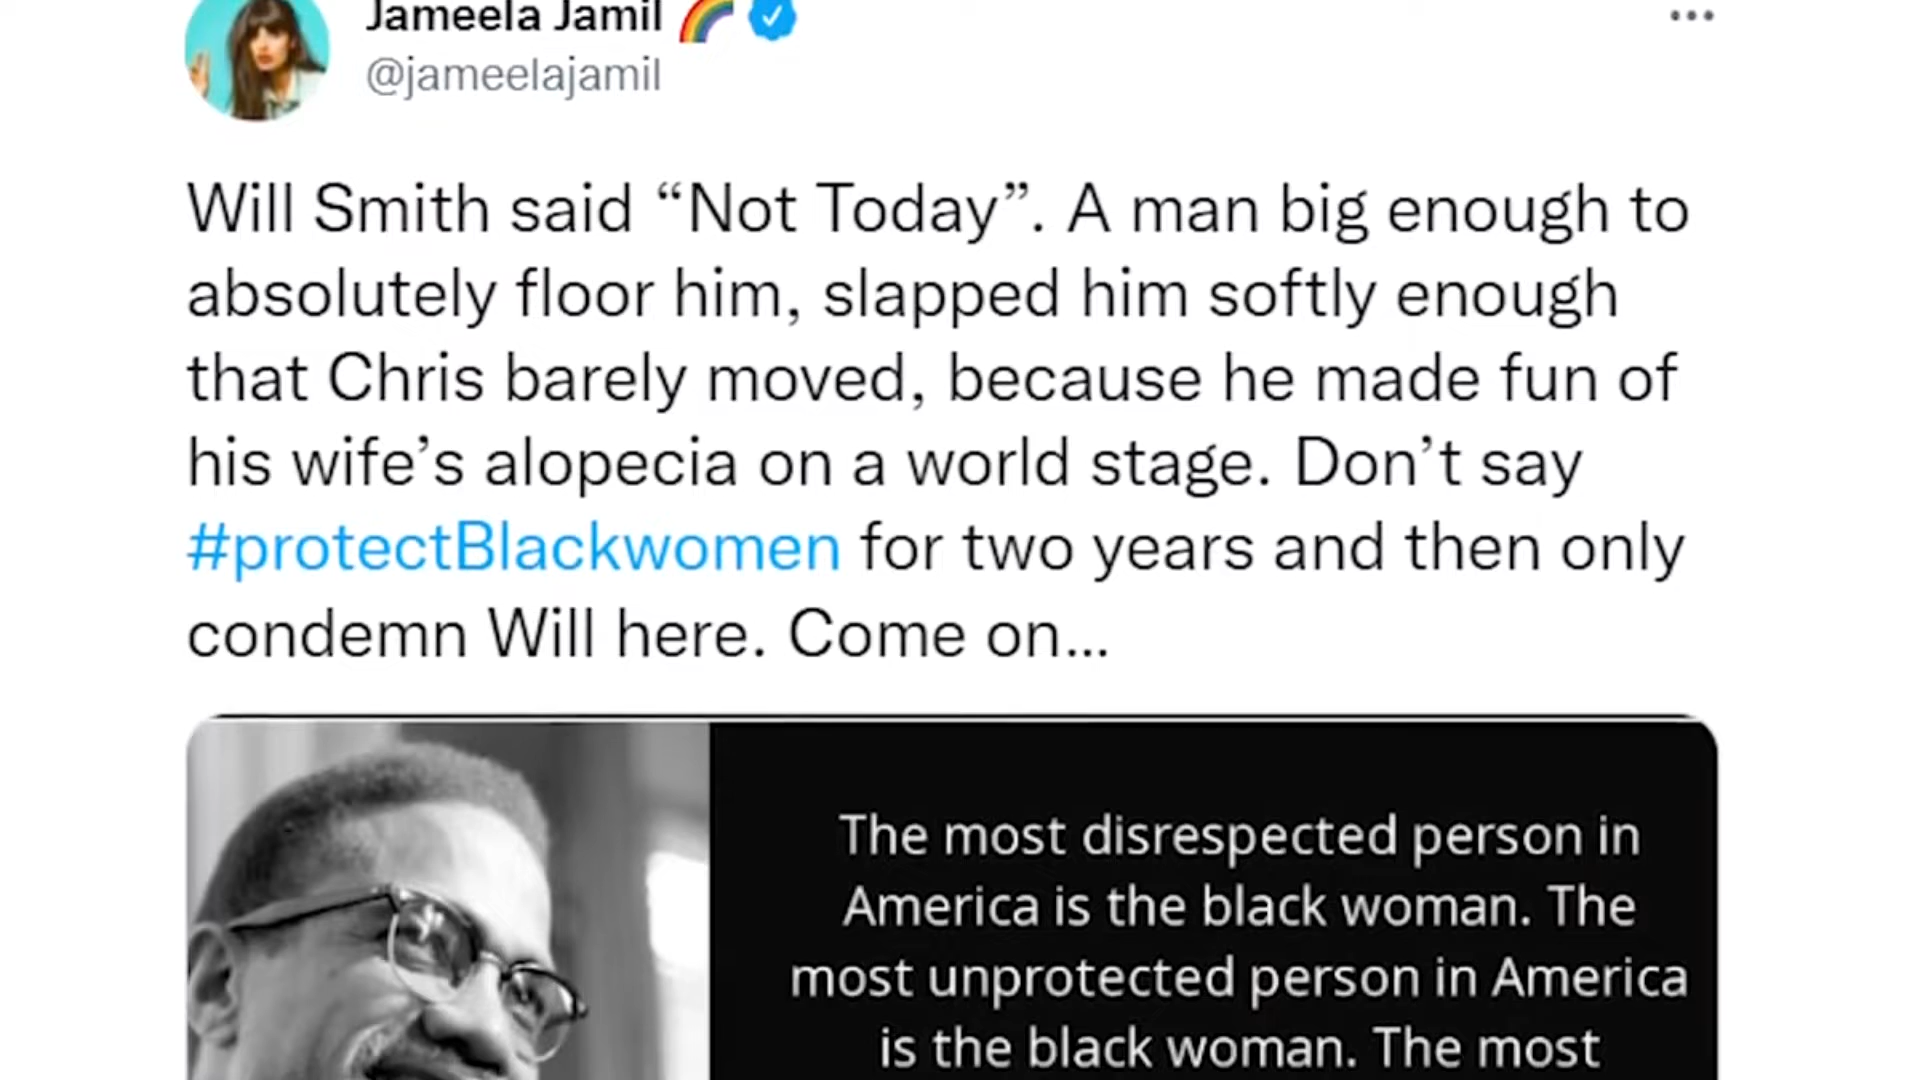 Jameela Jamil
@jameelajamil
Will Smith said “Not Today”. A man big enough to
absolutely floor him, slapped him softly enough
that Chris barely moved, because he made fun of
his wife’s alopecia on a world stage. Don’t say
#protectBlackwomen for two years and then only
condemn Will here. Come on...
The most disrespected person in
America is the black woman. The
most unprotected person in America
is the black woman. The most